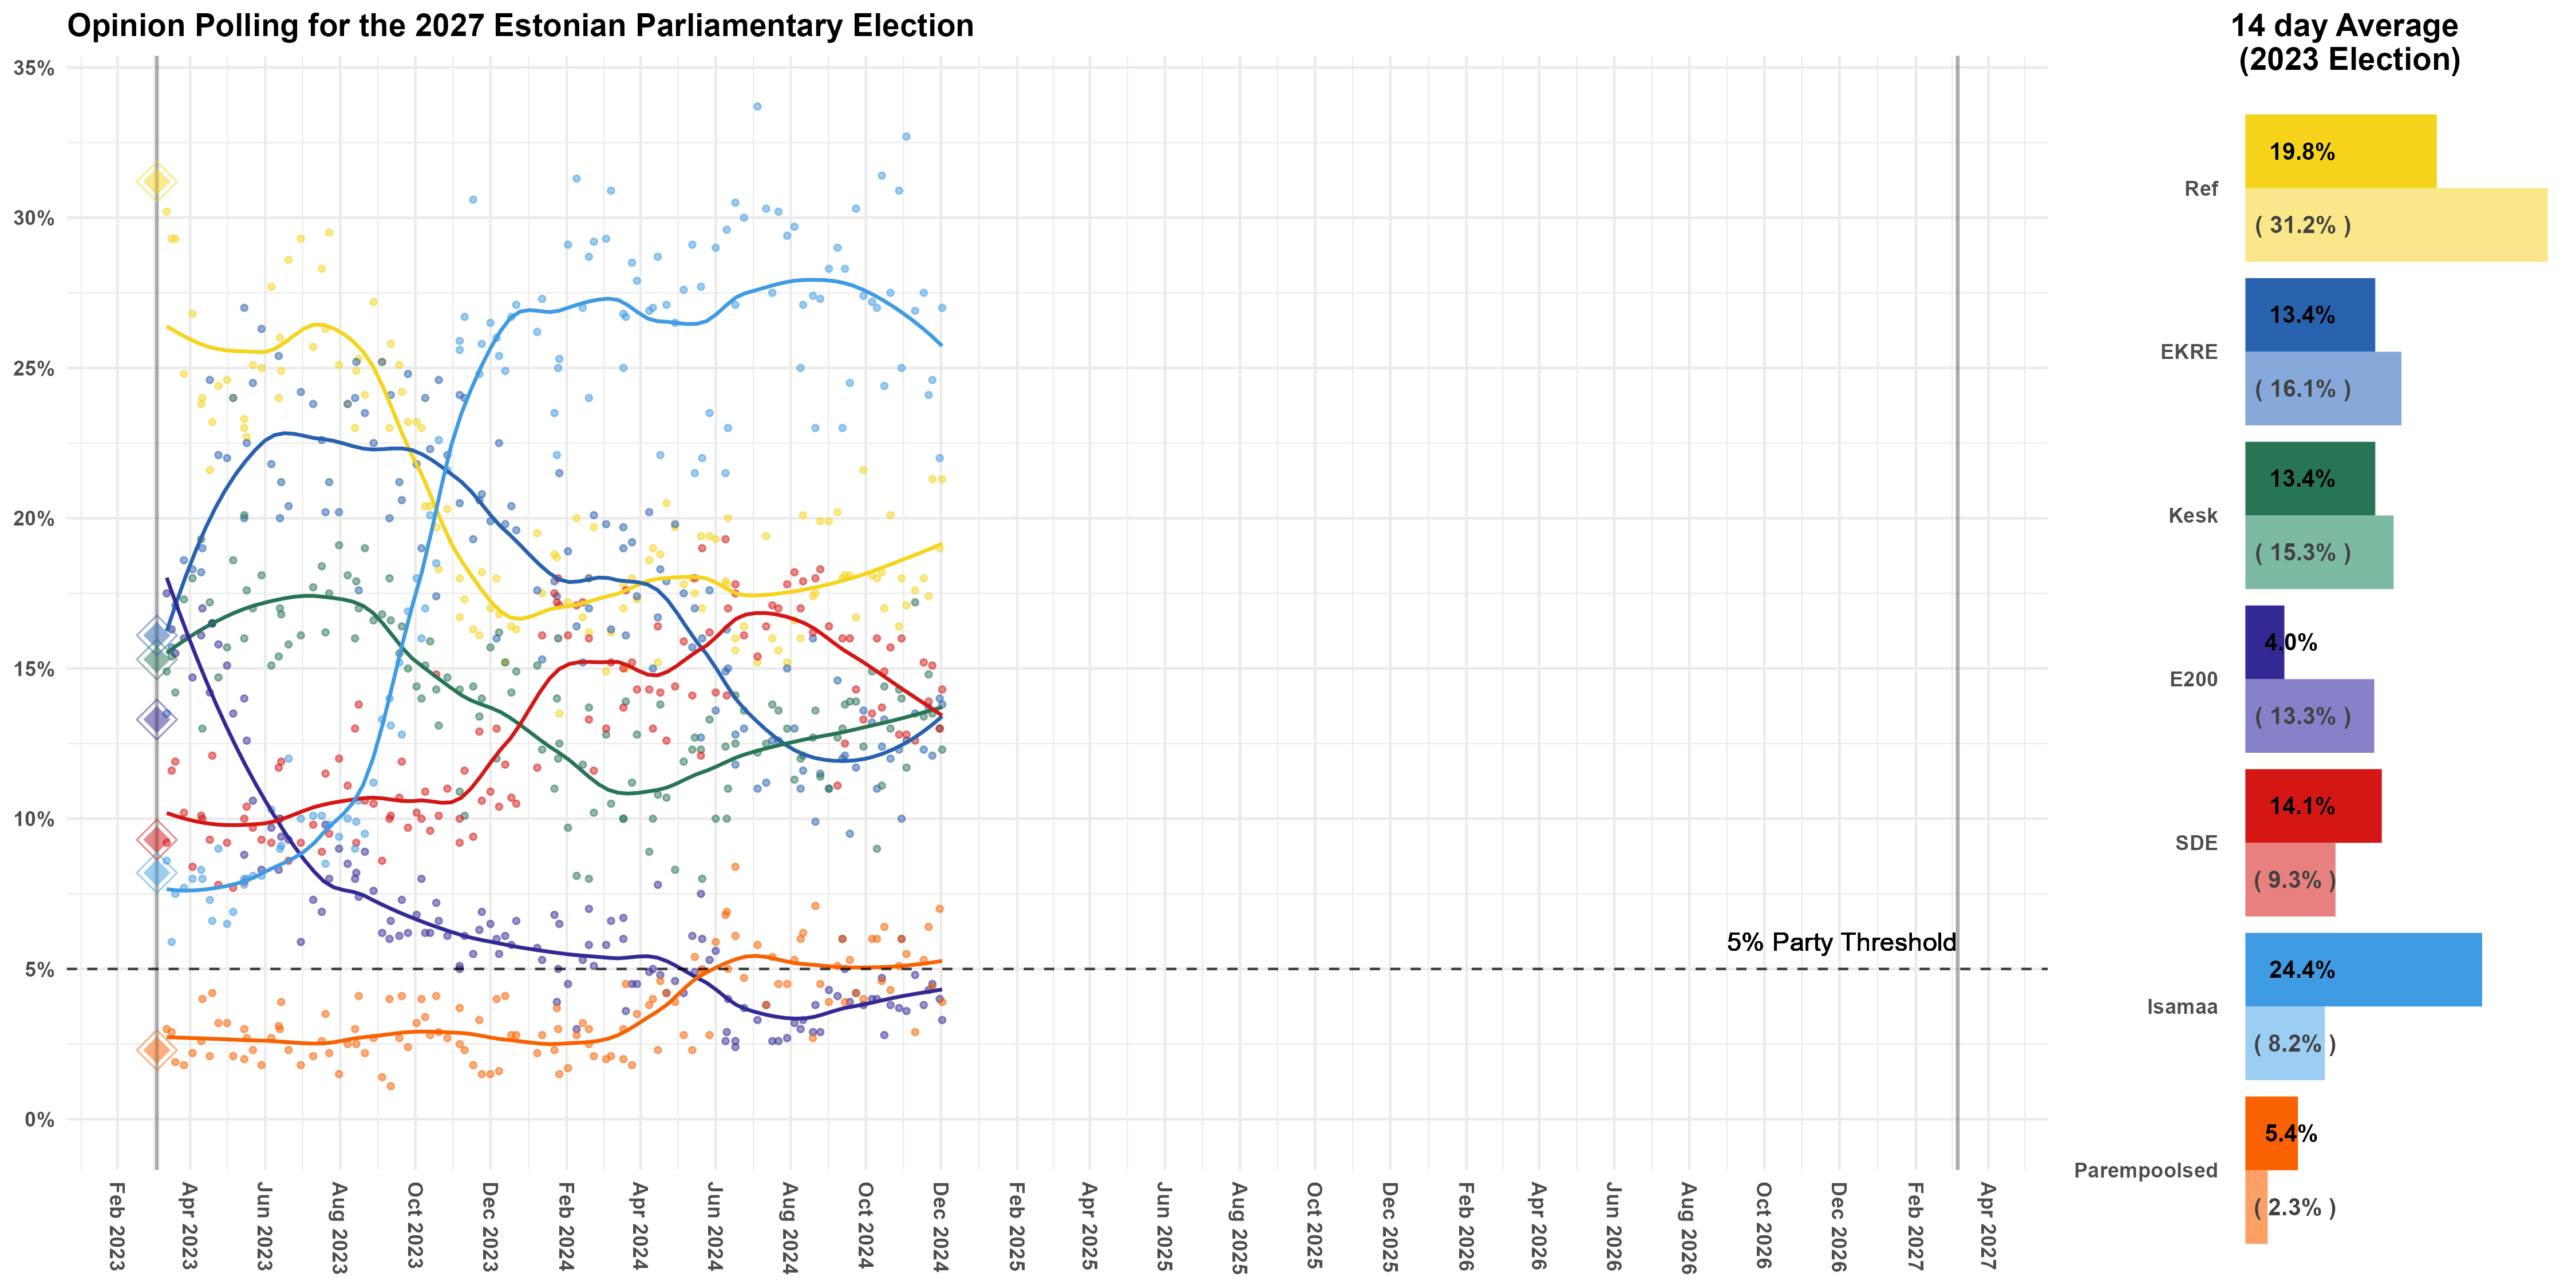 Opinion Polling for the 2027 Estonian Parliamentary Election
35%
30%
25%
20%
15%
10%
5%
0%
5% Party Threshold
Feb 2023
Apr 2023
Jun 2023
Aug 2023
Oct 2023
Dec 2023
Feb 2024
Apr 2024
Jun 2024
Aug 2024
Oct 2024
Dec 2024
Feb 2025
Apr 2025
Jun 2025
Aug 2025
Oct 2025
Dec 2025
Feb 2026
Apr 2026
Jun 2026
Aug 2026
Oct 2026
Dec 2026
Feb 2027
Apr 2027
14 day Average
(2023 Election)
Ref
19.8%
( 31.2% )
EKRE
13.4%
( 16.1% )
Kesk
13.4%
( 15.3% )
E200
4.0%
( 13.3% )
SDE
14.1%
( 9.3% )
Isamaa
24.4%
( 8.2% )
Parempoolsed
5.4%
( 2.3% )